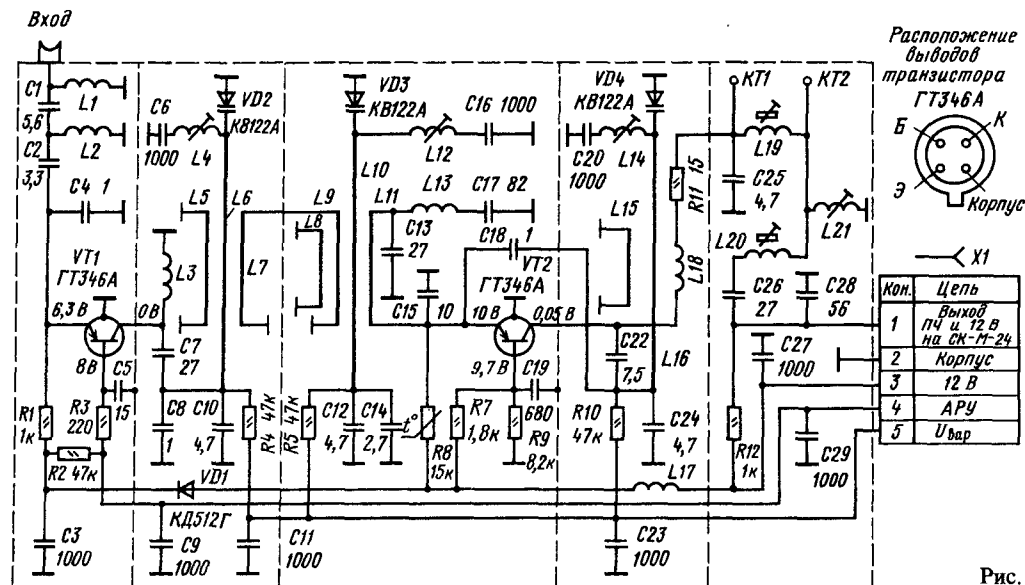 Вход
C1
5,6
L1
C2
3,3
L2
C4 1
VT1
ГТ346А
6,3 В
8В
C5
15
R1
1к
R3
220
R2 47к
C3
1000
C6
1000
L4
VD2
КВ122А
L5
L6
L3
0В
C7
27
C8
1
C10
4,7
R4 47к
VD1
КД512Г
C9
1000
L7
L9
L8
R5 47к
C11
1000
VD3
КВ122А
C16 1000
L12
L10
L11
L13
C17 82
C13
27
C18
1
VT2
ГТ346А
C15
10
10В
0,05 В
9,7В
C19
680
C12
4,7
C14
2,7
t°
R8
15к
R7
1,8к
R9
8,2к
VD4
КВ122А
C20
1000
L14
L15
C22
7,5
L16
R10
47к
C24
4,7
L17
C23
1000
R11 15
L18
КТ1
КТ2
L19
C25
4,7
L20
L21
C26
27
C28
56
C27
1000
R12
1к
C29
1000
Расположение
выводов
транзистора
ГТ346А
Б
К
Э
Корпус
X1
Кон.
Цепь
1
Выход
ПЧ и 12 В
на СК-М-24
2
Корпус
3
12 В
4
АРУ
5
Uвар
Рис.